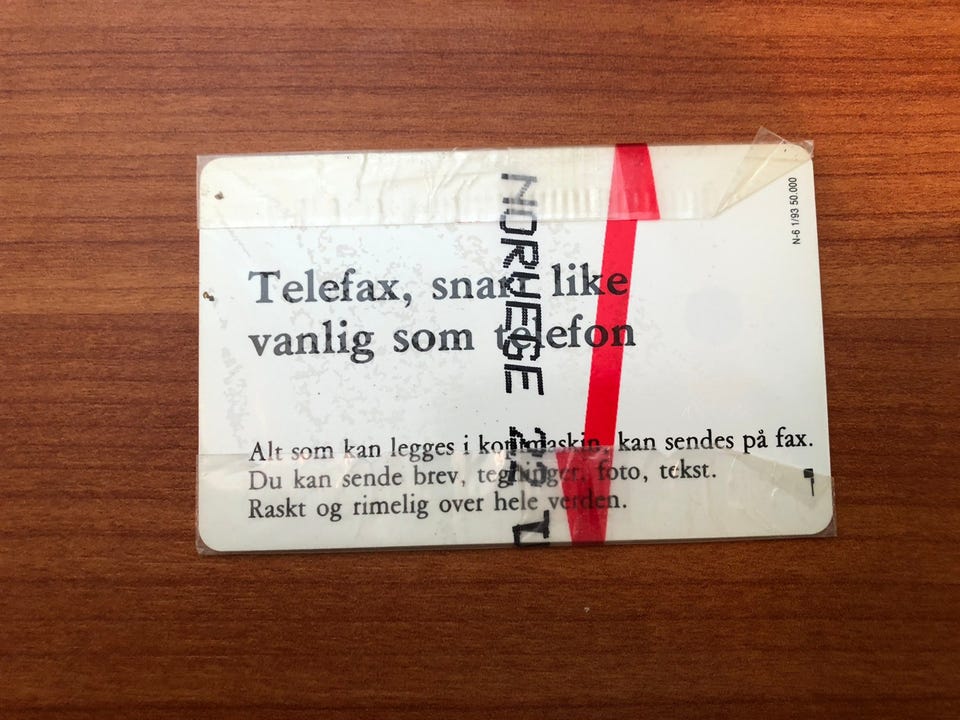 Telefax, snart like
vanlig som telefon
Alt som kan legges i kopimaskin, kan sendes på fax.
Du kan sende brev, tegninger, foto, tekst.
Raskt og rimelig over hele verden.
N-6 1/93 50.000
NORVEGE